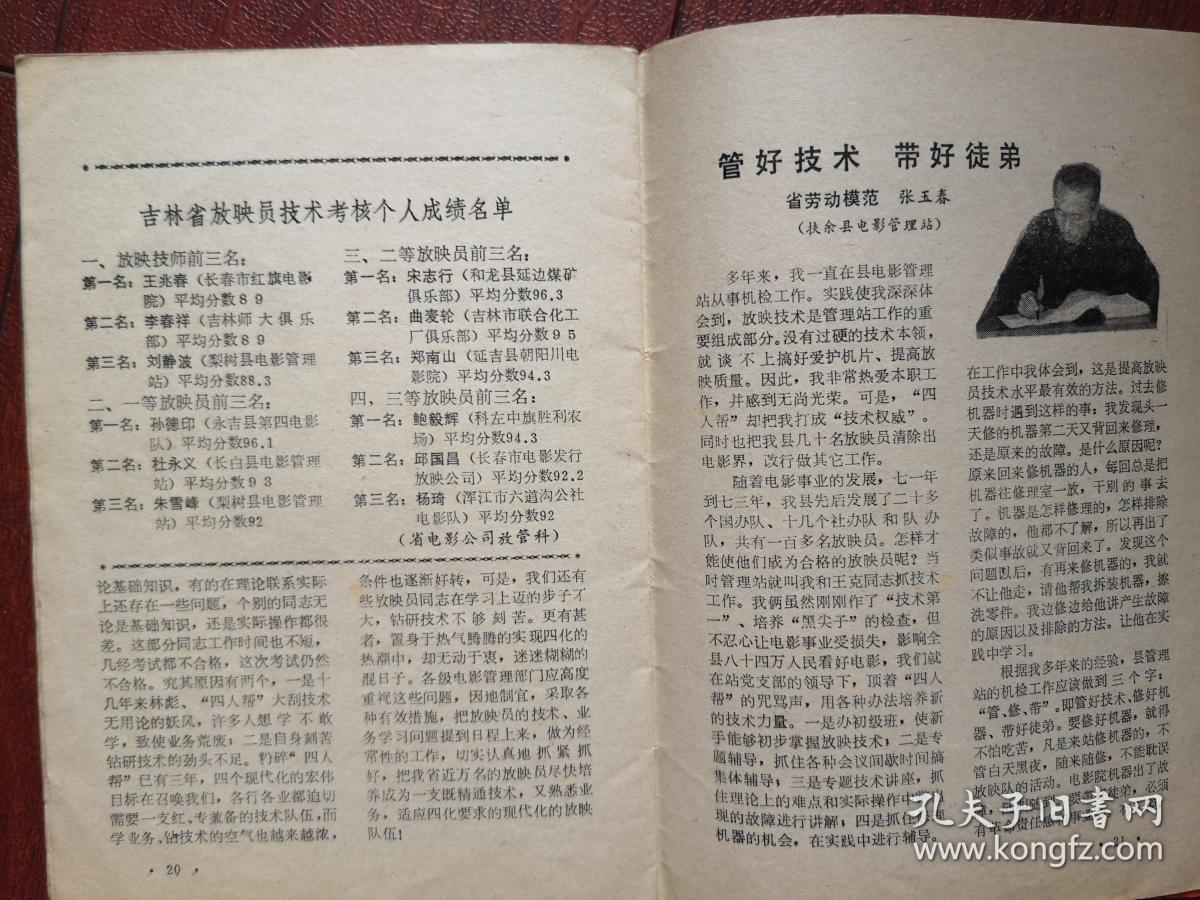 吉林省放映员技术考核个人成绩名单
一、放映技师前三名：
第一名：王兆春（长春市红旗电影
院）平均分数89
第二名：李春祥（吉林师大俱乐
部）平均分数89
第三名：刘静波（梨树县电影管理
站）平均分数88.3
二、一等放映员前三名：
第一名：孙德印（永吉县第四电影
队）平均分数96.1
第二名：杜永义（长白县电影管理
站）平均分数93
第三名：朱雪峰（梨树县电影管理
站）平均分数92
三、二等放映员前三名：
第一名：宋志行（和龙县延边煤矿
俱乐部）平均分数96.3
第二名：曲麦轮（吉林市联合化工
厂俱乐部）平均分数95
第三名：郑南山（延吉县朝阳川电
影院）平均分数94.3
四、三等放映员前三名：
第一名：鲍毅辉（科左中旗胜利农
场）平均分数94.3
第二名：邱国昌（长春市电影发行
放映公司）平均分数92.2
第三名：杨琦（浑江市六道沟公社
电影队）平均分数92
（省电影公司放管科）
论基础知识，有的在理论联系实际
上还存在一些问题，个别的同志无
论是基础知识，还是实际操作都很
差。这部分同志工作时间也不短，
几经考试都不合格，这次考试仍然
不合格。究其原因有两个，一是十
几年来林彪、“四人帮”大刮技术
无用论的妖风，许多人想学不敢
学，致使业务荒废；二是自身刻苦
钻研技术的劲头不足。粉碎“四人
帮”已有三年，四个现代化的宏伟
目标在召唤我们，各行各业都迫切
需要一支红、专兼备的技术队伍，而
学业务、钻技术的空气也越来越浓，
条件也逐渐好转，可是，我们还有
些放映员同志在学习上迈的步子不
大，钻研技术不够刻苦。更有甚
者，置身于热气腾腾的实现四化的
热潮中，却无动于衷，迷迷糊糊的
混日子。各级电影管理部门应高度
重视这些问题，因地制宜，采取各
种有效措施，把放映员的技术、业
务学习问题提到日程上来，做为经
常性的工作，切实认真地抓紧抓
好，把我省近万名的放映员尽快培
养成为一支既精通技术，又熟悉业
务，适应四化要求的现代化的放映
队伍！
·20·
管好技术 带好徒弟
省劳动模范 张玉春
（扶余县电影管理站）
多年来，我一直在县电影管理
站从事机检工作。实践使我深深体
会到，放映技术是管理站工作的重
要组成部分。没有过硬的技术本领，
就谈不上搞好爱护机片、提高放
映质量。因此，我非常热爱本职工
作，并感到无尚光荣。可是，“四
人帮”却把我打成“技术权威”。
同时也把我县几十名放映员清除出
电影界，改行做其它工作。
随着电影事业的发展，七一年
到七三年，我县先后发展了二十多
个国办队、十几个社办队和队办
队，共有一百多名放映员。怎样才
能使他们成为合格的放映员呢？当
时管理站就叫我和王克同志抓技术
工作。我俩虽然刚刚作了“技术第
一”、培养“黑尖子”的检查，但
不忍心让电影事业受损失，影响全
县八十四万人民看好电影，我们就
在站党支部的领导下，顶着“四人
帮”的咒骂声，用各种办法培养新
的技术力量。一是办初级班，使新
手能够初步掌握放映技术；二是专
题辅导，抓住各种会议间歇时间搞
集体辅导；三是专题技术讲座，抓
住理论上的难点和实际操作中
现的故障进行讲解；四是抓住
机器的机会，在实践中进行辅导。
在工作中我体会到，这是提高放映
员技术水平最有效的方法。过去修
机器时遇到这样的事：我发现头一
天修的机器第二天又背回来修理，
还是原来的故障。是什么原因呢？
原来回来修机器的人，每回总是把
机器往修理室一放，干别的事去
了。机器是怎样修理的，怎样排除
故障的，他都不了解，所以再出了
类似事故就又背回来了。发现这个
问题以后，有再来修机器的，我就
不让他走，请他帮我拆装机器，擦
洗零件。我边修边给他讲产生故障
的原因以及排除的方法。让他在实
践中学习。
根据我多年来的经验，县管理
站的机检工作应该做到三个字：
“管、修、带”。即管好技术、修好机
器、带好徒弟。要修好机器，就得
不怕吃苦，凡是来站修机器的，不
管白天黑夜，随来随修，不能耽误
放映队的活动。电影院机器出了故
徒弟，必须
·21·
孔夫子旧书网
www.kongfz.com